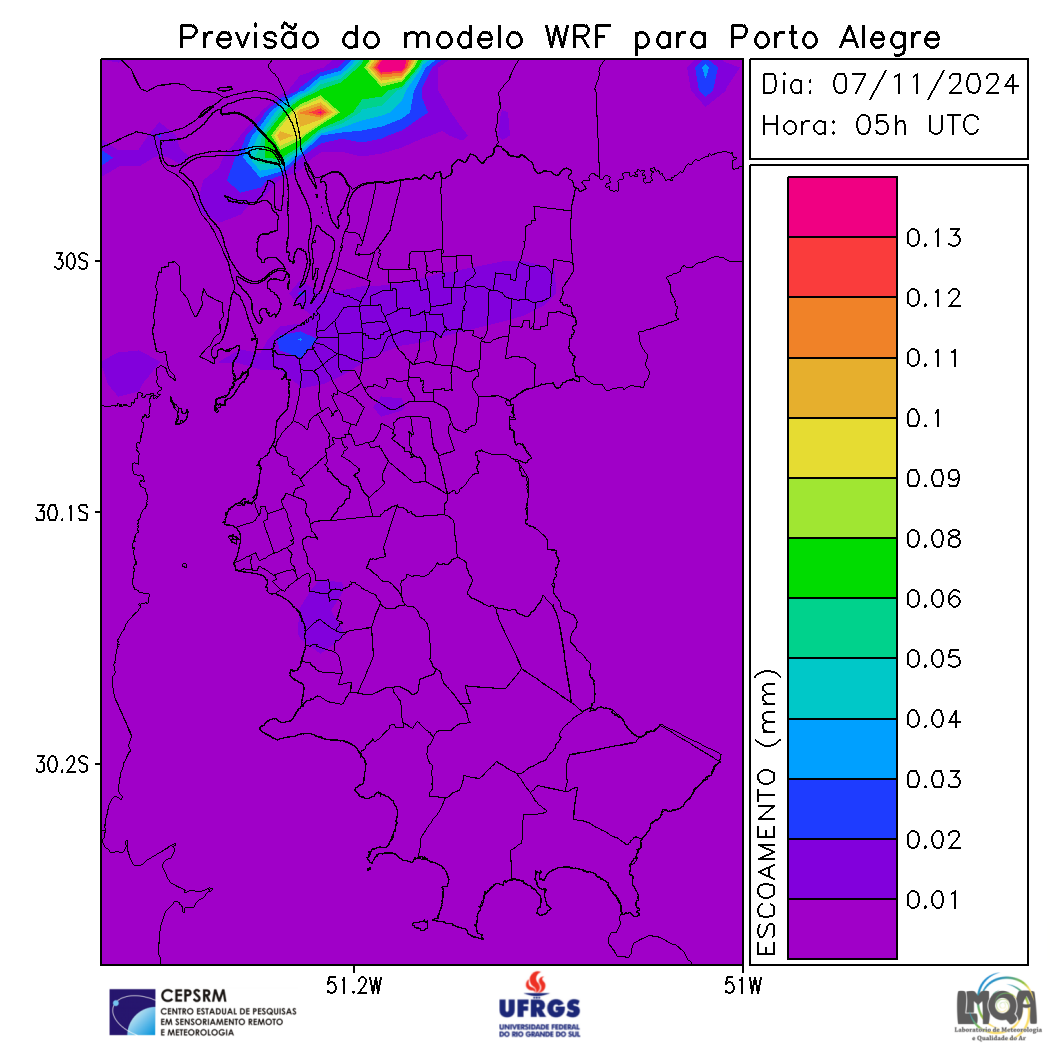 Previsão do modelo WRF para Porto Alegre
Dia: 07/11/2024
Hora: 05h UTC
30S
30.1S
30.2S
51.2W
51W
ESCOAMENTO (mm)
0.13
0.12
0.11
0.1
0.09
0.08
0.06
0.05
0.04
0.03
0.02
0.01
CEPSRM
CENTRO ESTADUAL DE PESQUISAS
EM SENSORIAMENTO REMOTO
E METEOROLOGIA
UFRGS
UNIVERSIDADE FEDERAL
DO RIO GRANDE DO SUL
LMQA
Laboratório de Meteorologia
e Qualidade do Ar